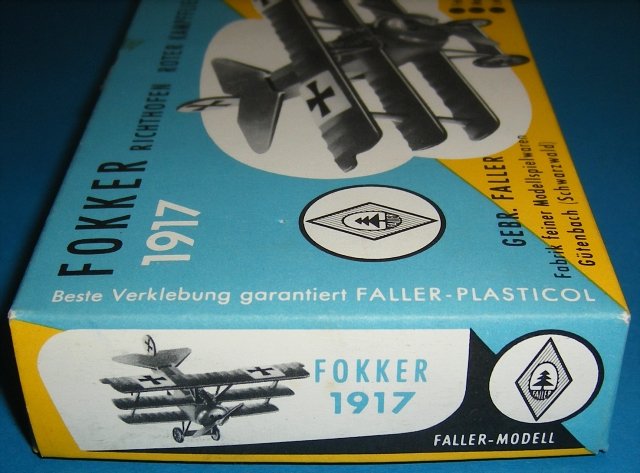 FOKKER
RICHTHOFEN ROTER KAMPFFLIEGER
1917
FALLER
GEBR. FALLER
Fabrik feiner Modellspielwaren
Gütenbach (Schwarzwald)
Beste Verklebung garantiert FALLER-PLASTICOL
FOKKER
1917
FALLER
FALLER-MODELL